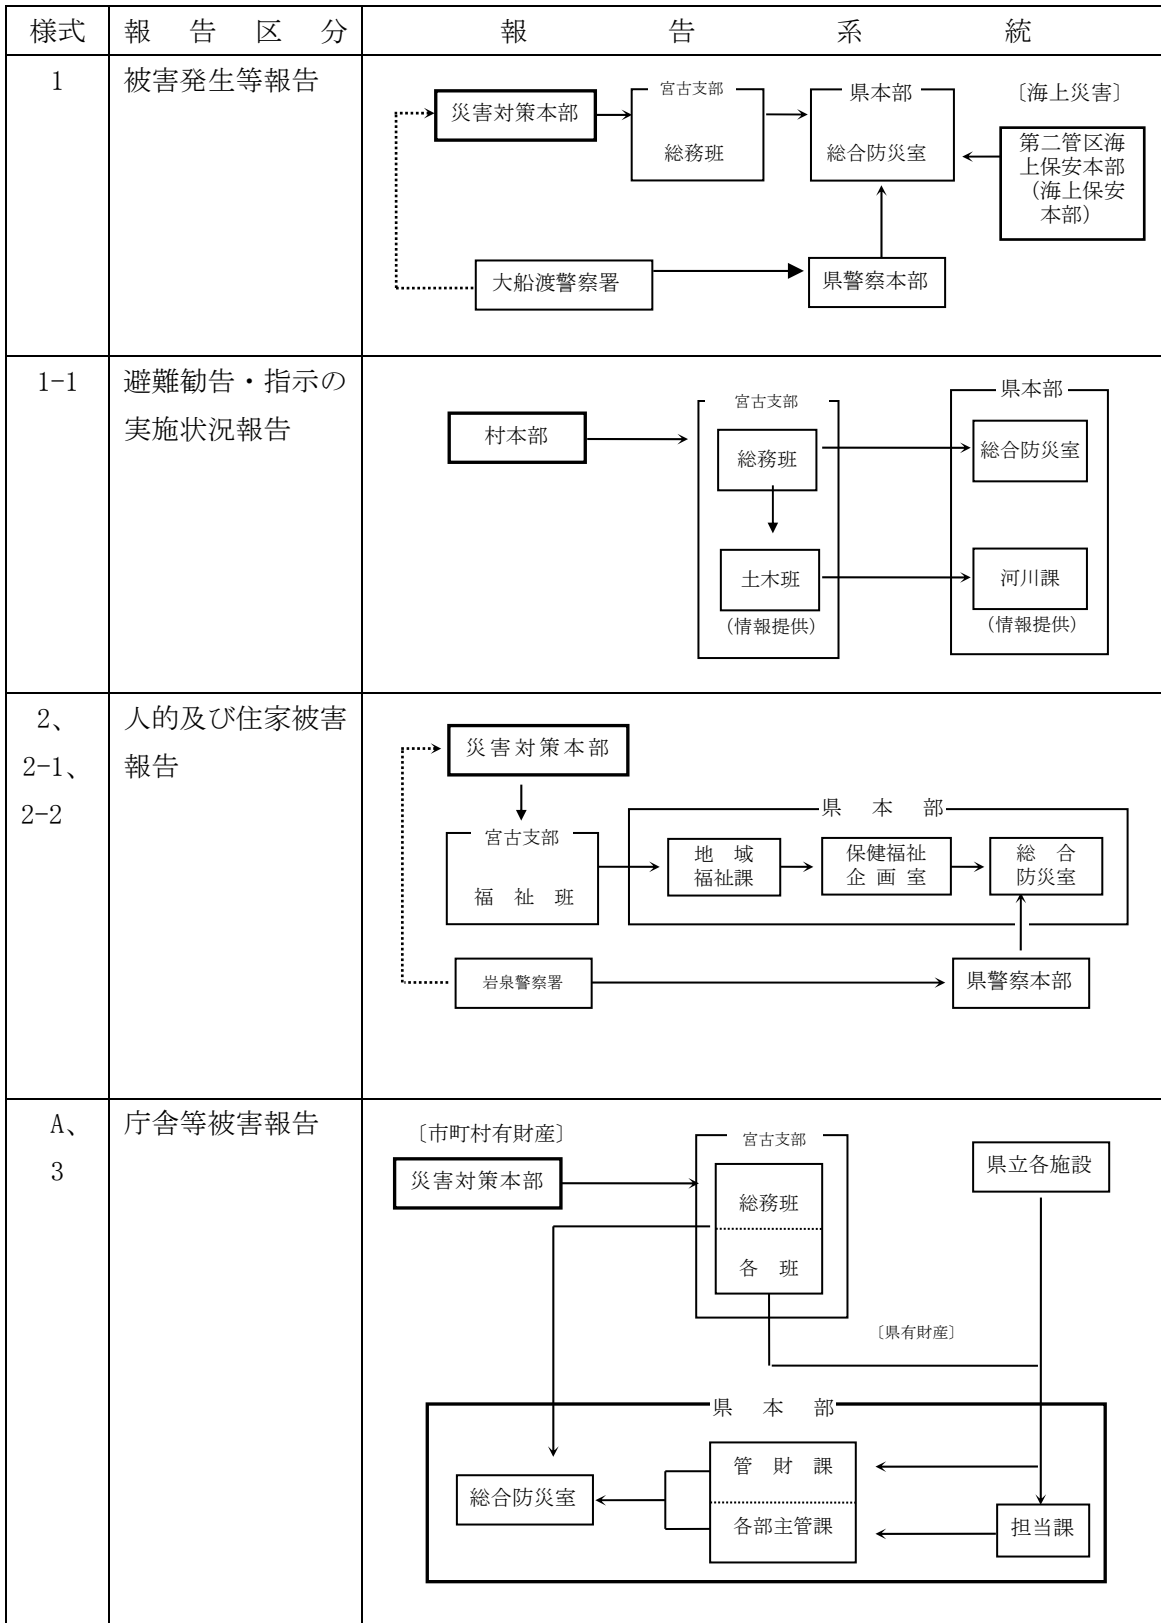 様式 報告区分 報告系統
1 被害発生等報告
宮古支部 県本部 〔海上災害〕
災害対策本部
総務班 総合防災室
第二管区海
上保安本部
（海上保安
本部）
大船渡警察署 県警察本部
1-1 避難勧告・指示の
実施状況報告
宮古支部 県本部
村本部
総務班 総合防災室
土木班 河川課
（情報提供） （情報提供）
2、 人的及び住家被害
2-1、 報告
2-2
災害対策本部
県本部
宮古支部
福祉班
地域
福祉課
保健福祉
企画室
総合
防災室
岩泉警察署 県警察本部
A、 庁舎等被害報告
3
〔市町村有財産〕 宮古支部
災害対策本部 県立各施設
総務班
各班
〔県有財産〕
県本部
管財課
総合防災室
各部主管課 担当課